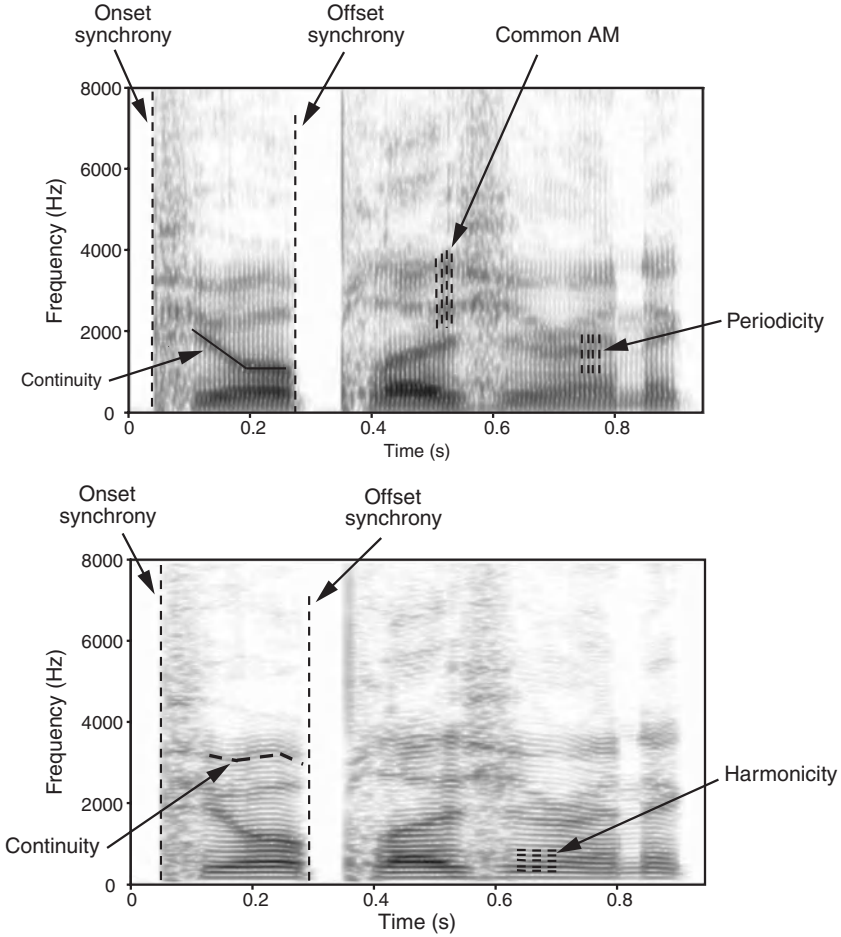 Onset
synchrony
Offset
synchrony
Common AM
8000
6000
4000
2000
0
Frequency (Hz)
Continuity
Periodicity
0
0.2
0.4
0.6
0.8
Time (s)
Onset
synchrony
Offset
synchrony
8000
6000
4000
2000
0
Frequency (Hz)
Continuity
Harmonicity
0
0.2
0.4
0.6
0.8
Time (s)